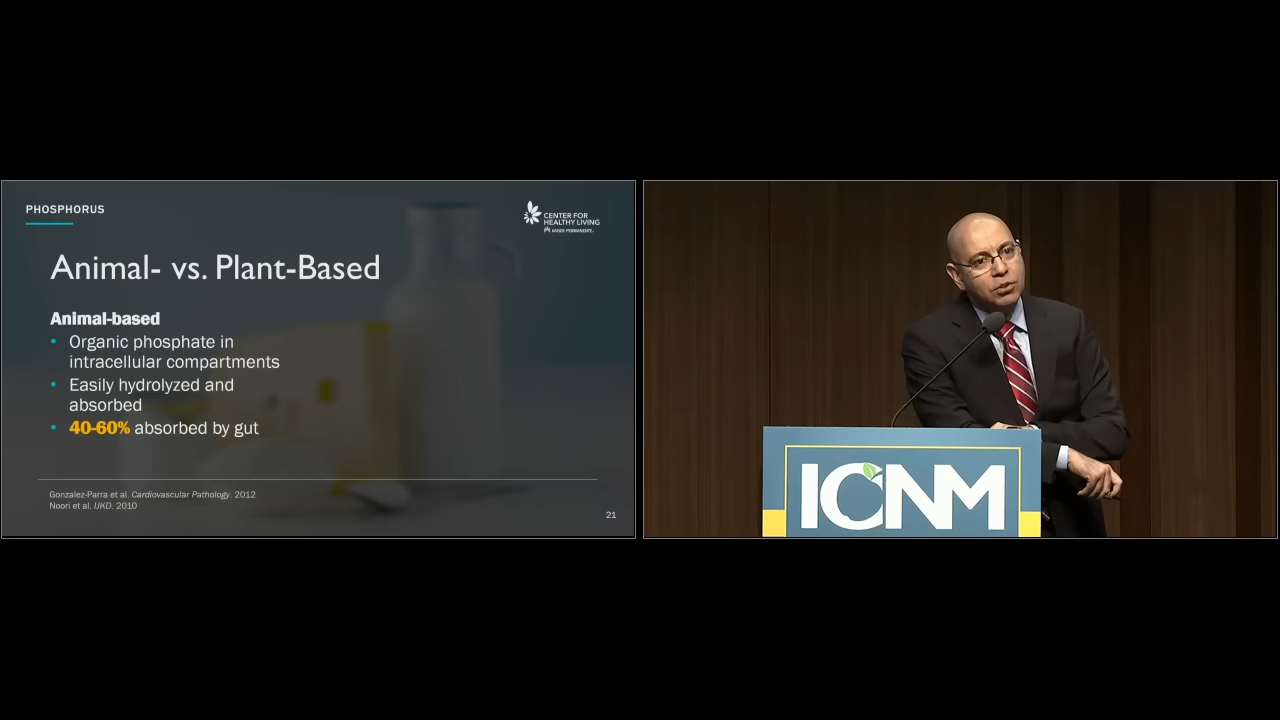 PHOSPHORUS
CENTER FOR
HEALTHY LIVING
KAISER PERMANENTE.
Animal- vs. Plant-Based
Animal-based
• Organic phosphate in
intracellular compartments
• Easily hydrolyzed and
absorbed
• 40-60% absorbed by gut
Gonzalez-Parra et al. Cardiovascular Pathology. 2012
Noori et al. IJKD. 2010
21
ICNM